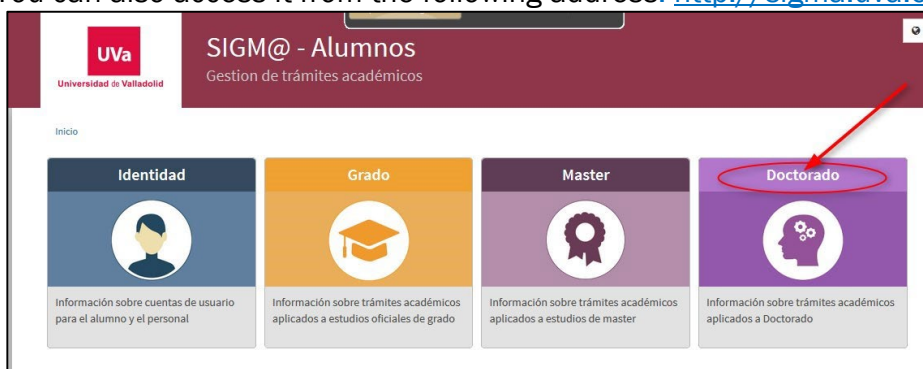 You can also access it from the following address: http://sigma.uva.e
UVa
Universidad de Valladolid
SIGM@ - Alumnos
Gestion de trámites académicos
Inicio
Identidad
Grado
Master
Doctorado
Información sobre cuentas de usuario
para el alumno y el personal
Información sobre trámites académicos
aplicados a estudios oficiales de grado
Información sobre trámites académicos
aplicados a estudios de master
Información sobre trámites académicos
aplicados a Doctorado